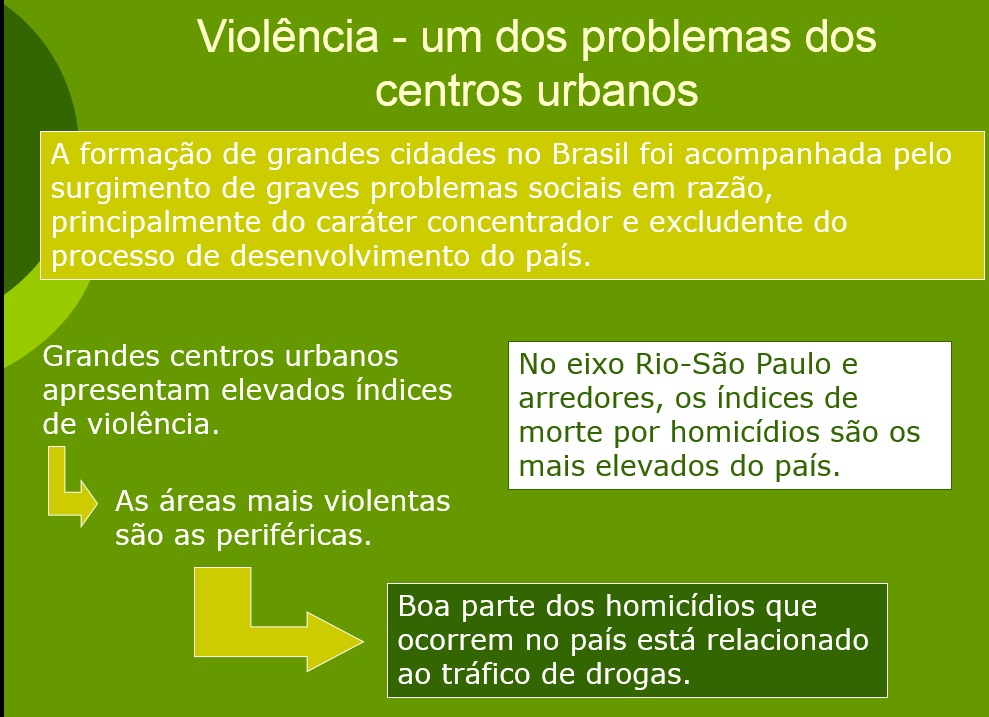 Violência - um dos problemas dos
centros urbanos
A formação de grandes cidades no Brasil foi acompanhada pelo
surgimento de graves problemas sociais em razão,
principalmente do caráter concentrador e excludente do
processo de desenvolvimento do país.
Grandes centros urbanos
apresentam elevados índices
de violência.
No eixo Rio-São Paulo e
arredores, os índices de
morte por homicídios são os
mais elevados do país.
As áreas mais violentas
são as periféricas.
Boa parte dos homicídios que
ocorrem no país está relacionado
ao tráfico de drogas.